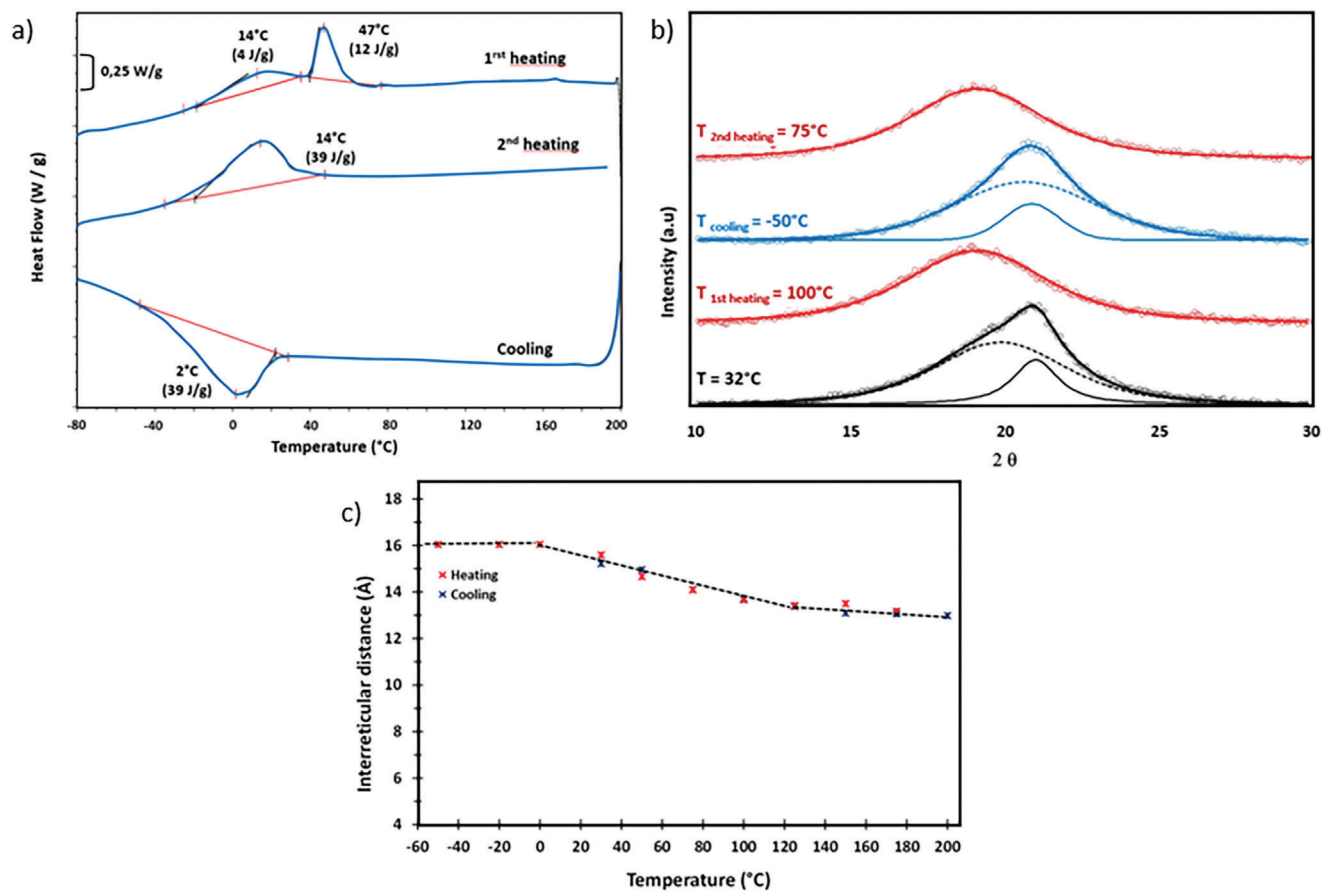 a)
14°C
(4 J/g)
47°C
(12 J/g)
1rst heating
0,25 W/g
14°C
(39 J/g)
2nd heating
2°C
(39 J/g)
Cooling
Heat Flow (W / g)
-80 -40 0 40 80 120 160 200
Temperature (°C)
b)
T 2nd heating = 75°C
T cooling = -50°C
T 1st heating = 100°C
T = 32°C
Intensity (a.u)
10 15 20 25 30
2 θ
c)
18
16
14
12
10
8
6
4
Heating
Cooling
Interreticular distance (Å)
-60 -40 -20 0 20 40 60 80 100 120 140 160 180 200
Temperature (°C)